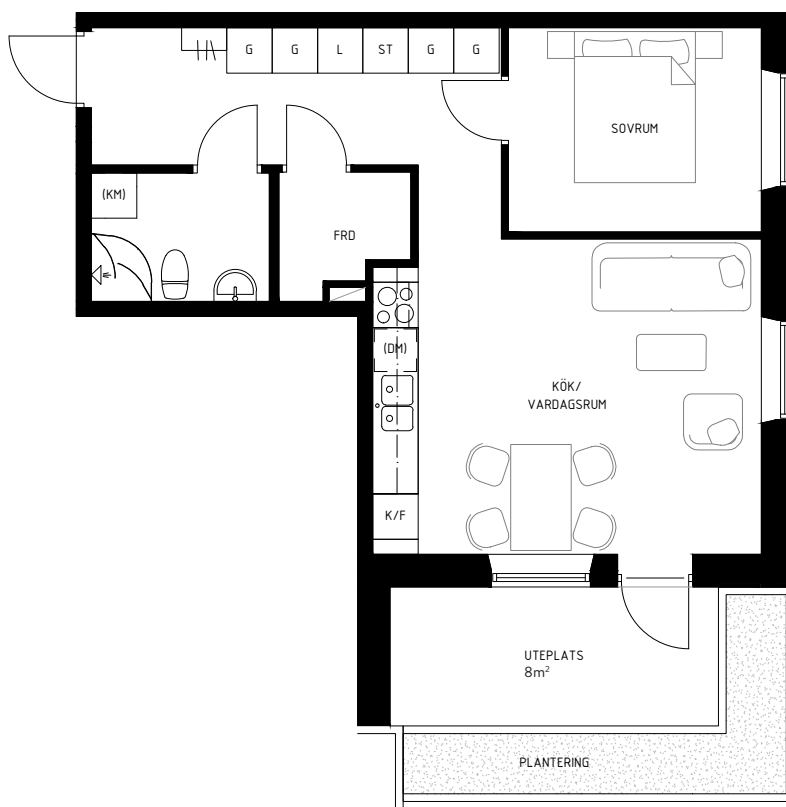 G G L ST G G
SOVRUM
(KM)
FRD
(DM)
KÖK/
VARDAGSRUM
K/F
UTEPLATS
8m²
PLANTERING